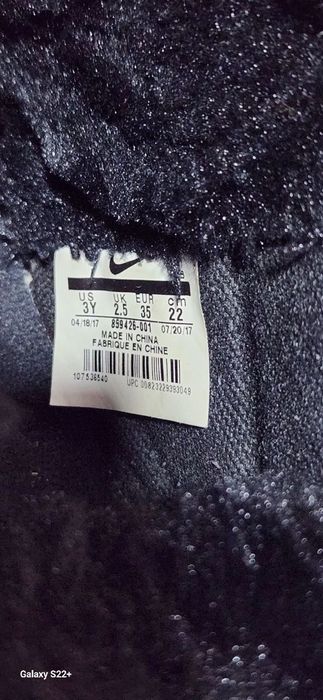 US UK EUR cm
3Y 2.5 35 22
04/18/17 859426-001 07/20/17
MADE IN CHINA
FABRIQUE EN CHINE
107536540 UPC 00823229393049
Galaxy S22+